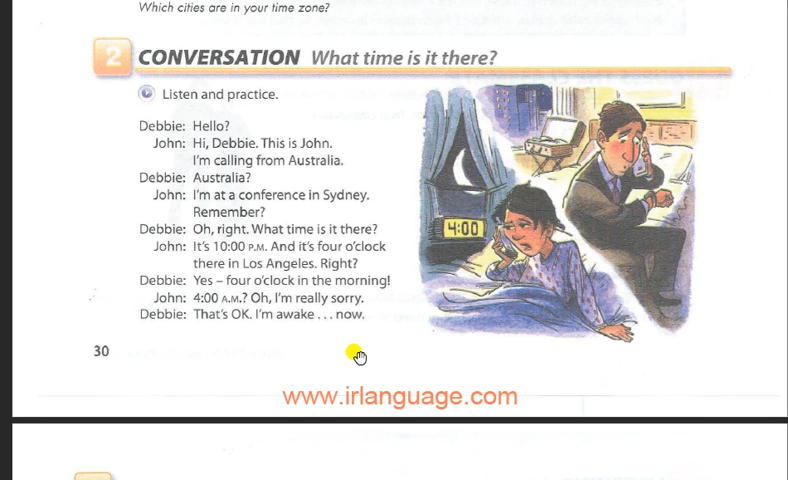 Which cities are in your time zone?
2 CONVERSATION What time is it there?
Listen and practice.
Debbie: Hello?
John: Hi, Debbie. This is John.
I'm calling from Australia.
Debbie: Australia?
John: I'm at a conference in Sydney.
Remember?
Debbie: Oh, right. What time is it there?
John: It's 10:00 P.M. And it's four o'clock
there in Los Angeles. Right?
Debbie: Yes – four o'clock in the morning!
John: 4:00 A.M.? Oh, I'm really sorry.
Debbie: That's OK. I'm awake . . . now.
4:00
30
www.irlanguage.com